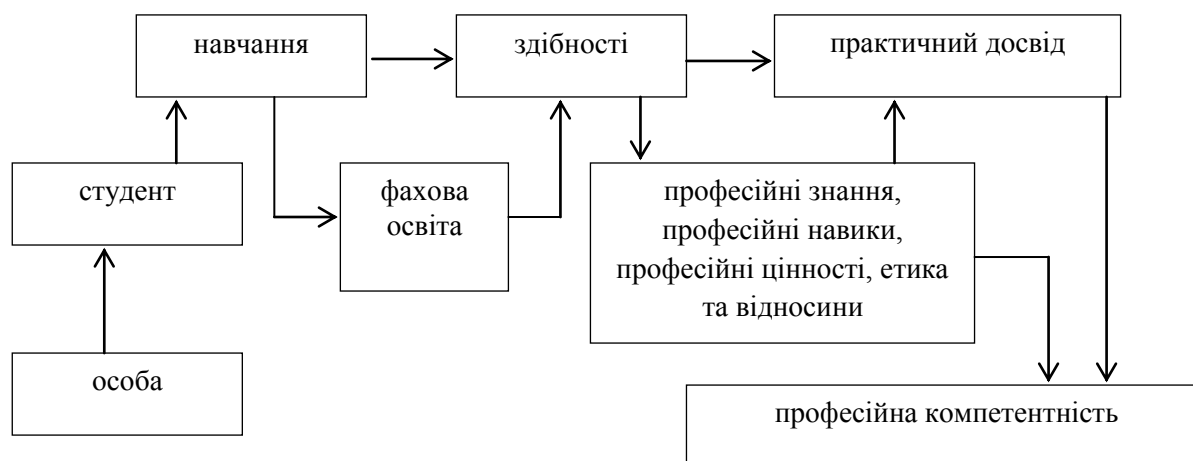 навчання
здібності
практичний досвід
студент
фахова
освіта
професійні знання,
професійні навики,
професійні цінності, етика
та відносини
особа
професійна компетентність